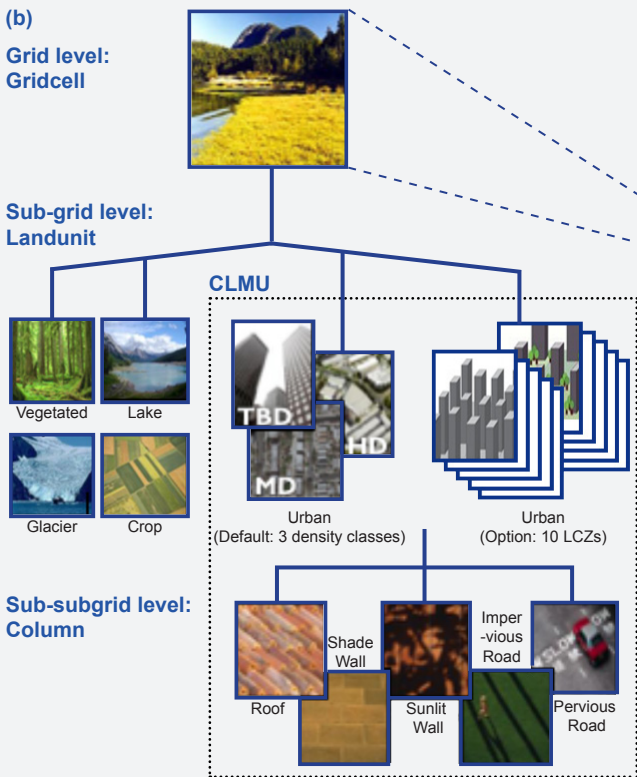 (b)
Grid level:
Gridcell
Sub-grid level:
Landunit
CLMU
Vegetated
Lake
Glacier
Crop
TBD
HD
MD
Urban
(Default: 3 density classes)
Urban
(Option: 10 LCZs)
Sub-subgrid level:
Column
Roof
Shade
Wall
Sunlit
Wall
Imper
-vious
Road
SLOW
Pervious
Road